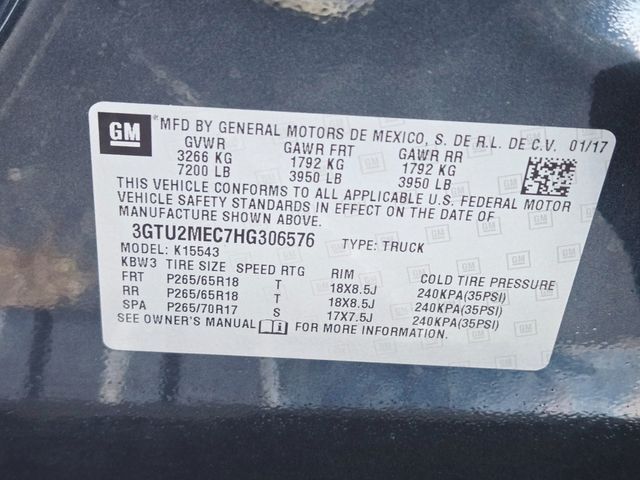 GM *MFD BY GENERAL MOTORS DE MEXICO, S. DE R.L. DE C.V. 01/17
GVWR GAWR FRT GAWR RR
3266 KG 1792 KG 1792 KG
7200 LB 3950 LB 3950 LB
THIS VEHICLE CONFORMS TO ALL APPLICABLE U.S. FEDERAL MOTOR
VEHICLE SAFETY STANDARDS IN EFFECT ON THE DATE OF
MANUFACTURE SHOWN ABOVE.
3GTU2MEC7HG306576 TYPE: TRUCK
MODEL: K15543
KBW3 TIRE SIZE SPEED RTG RIM COLD TIRE PRESSURE
FRT P265/65R18 T 18X8.5J 240KPA(35PSI)
RR P265/65R18 T 18X8.5J 240KPA(35PSI)
SPA P265/70R17 S 17X7.5J 240KPA(35PSI)
SEE OWNER'S MANUAL FOR MORE INFORMATION.